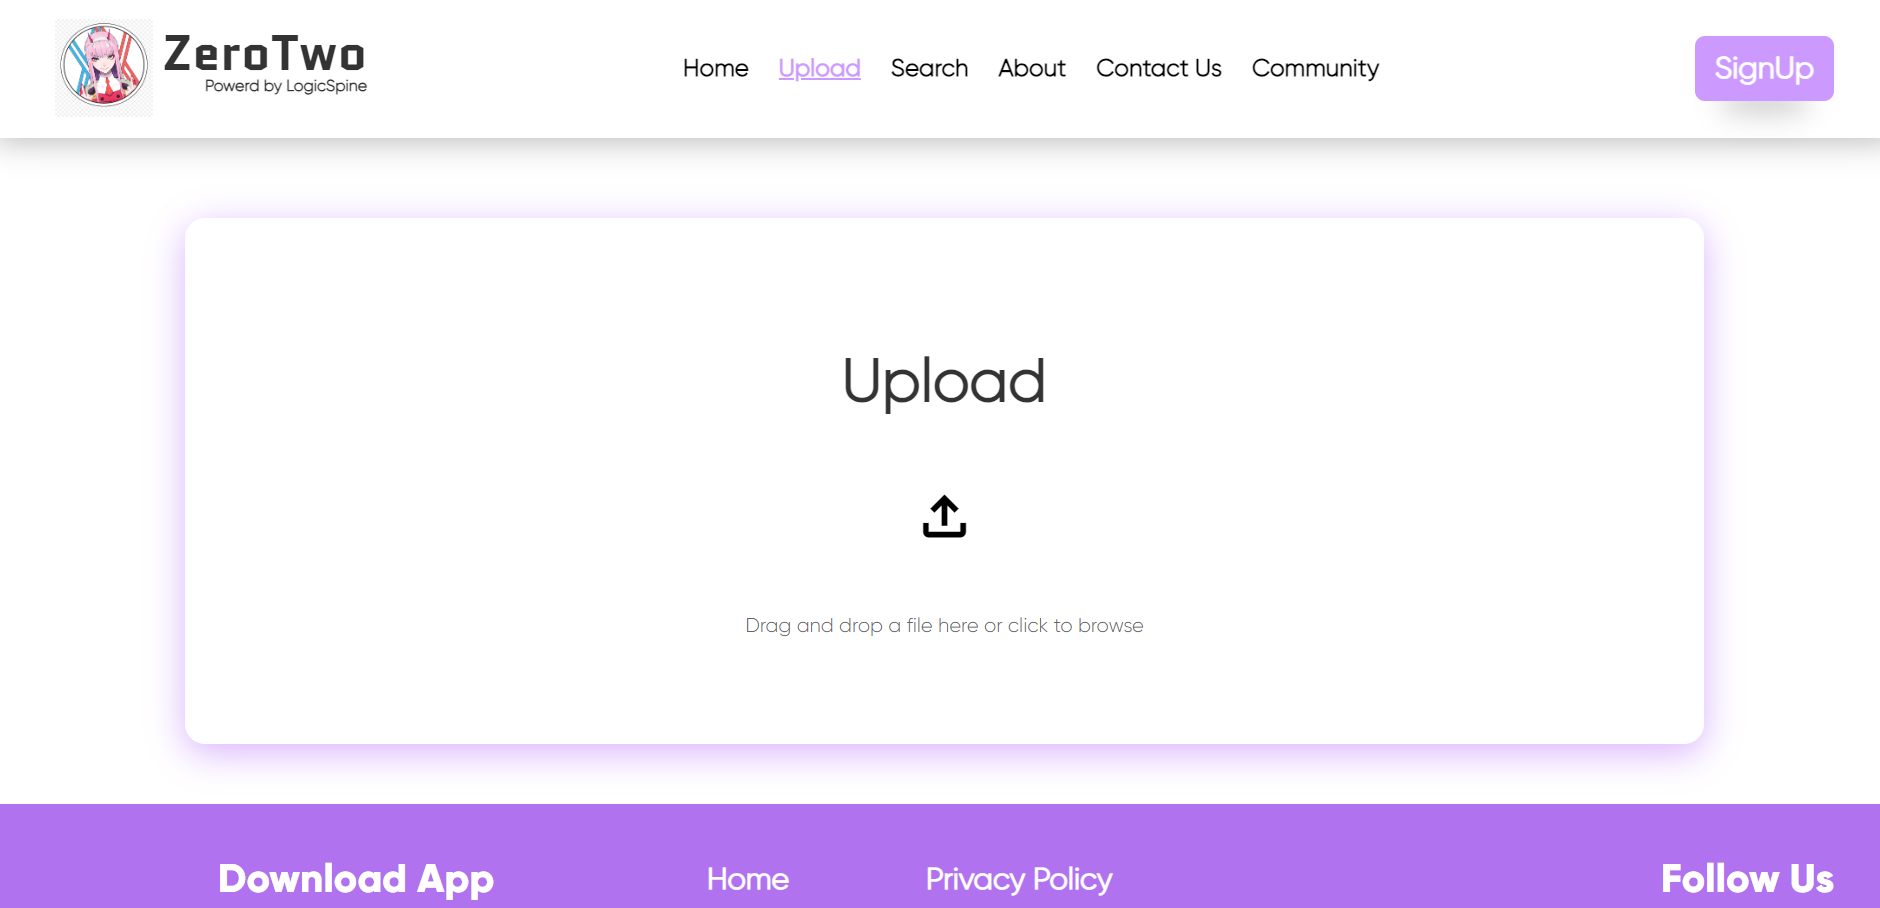 ZeroTwo
Powerd by LogicSpine
Home Upload Search About Contact Us Community
SignUp
Upload
Drag and drop a file here or click to browse
Download App
Home
Privacy Policy
Follow Us